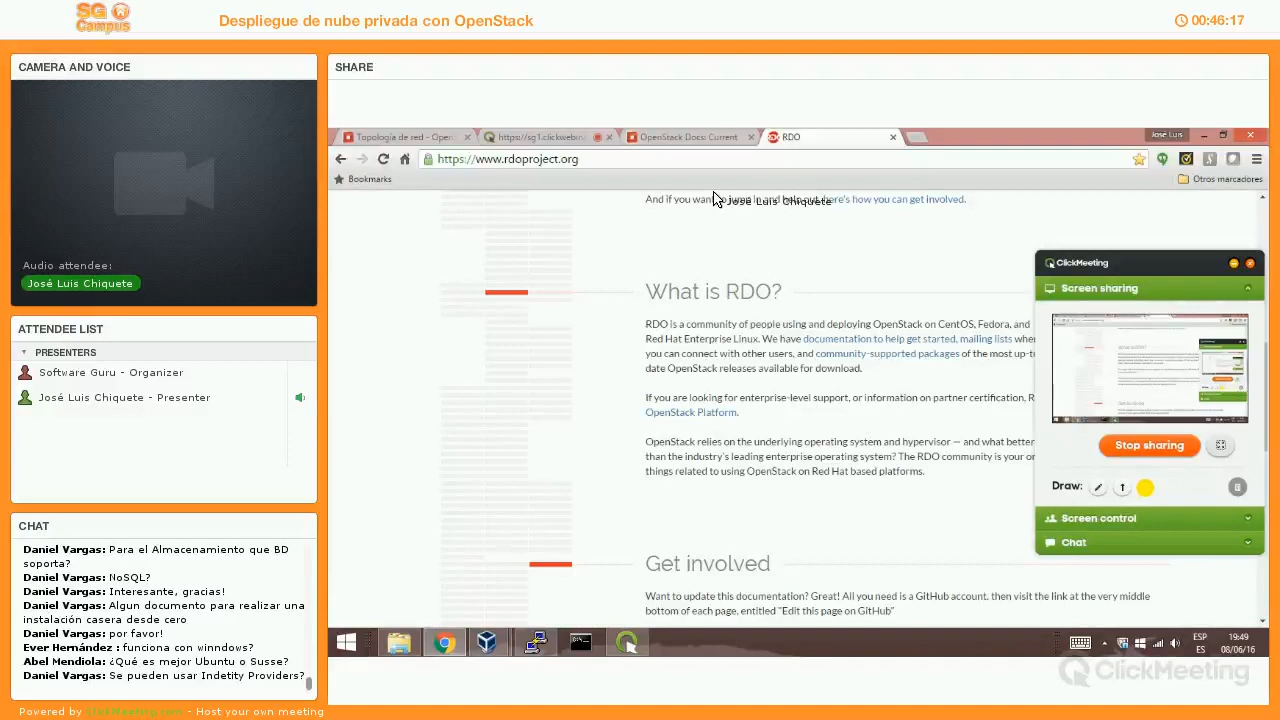 SG Campus
Despliegue de nube privada con OpenStack
00:46:17
CAMERA AND VOICE
Audio attendee:
José Luis Chiquete
ATTENDEE LIST
PRESENTERS
Software Guru - Organizer
José Luis Chiquete - Presenter
CHAT
Daniel Vargas: Para el Almacenamiento que BD
soporta?
Daniel Vargas: NoSQL?
Daniel Vargas: Interesante, gracias!
Daniel Vargas: Algun documento para realizar una
instalación casera desde cero
Daniel Vargas: por favor!
Ever Hernández : funciona con winndows?
Abel Mendiola: ¿Qué es mejor Ubuntu o Susse?
Daniel Vargas: Se pueden usar Indetity Providers?
Powered by ClickMeeting.com - Host your own meeting
SHARE
Topología de red - Open
https://sg1.clickwebin
OpenStack Docs: Current
RDO
José Luis
https://www.rdoproject.org
Bookmarks
Otros marcadores
And if you want to jump in and help out, here's how you can get involved.
José Luis Chiquete
What is RDO?
RDO is a community of people using and deploying OpenStack on CentOS, Fedora, and
Red Hat Enterprise Linux. We have documentation to help get started, mailing lists wher
you can connect with other users, and community-supported packages of the most up-t
date OpenStack releases available for download.
If you are looking for enterprise-level support, or information on partner certification, R
OpenStack Platform.
OpenStack relies on the underlying operating system and hypervisor — and what better
than the industry's leading enterprise operating system? The RDO community is your or
things related to using OpenStack on Red Hat based platforms.
Get involved
Want to update this documentation? Great! All you need is a GitHub account. then visit the link at the very middle
bottom of each page, entitled "Edit this page on GitHub"
ClickMeeting
Screen sharing
Stop sharing
Draw:
Screen control
Chat
ESP
ES
19:49
08/06/16
ClickMeeting